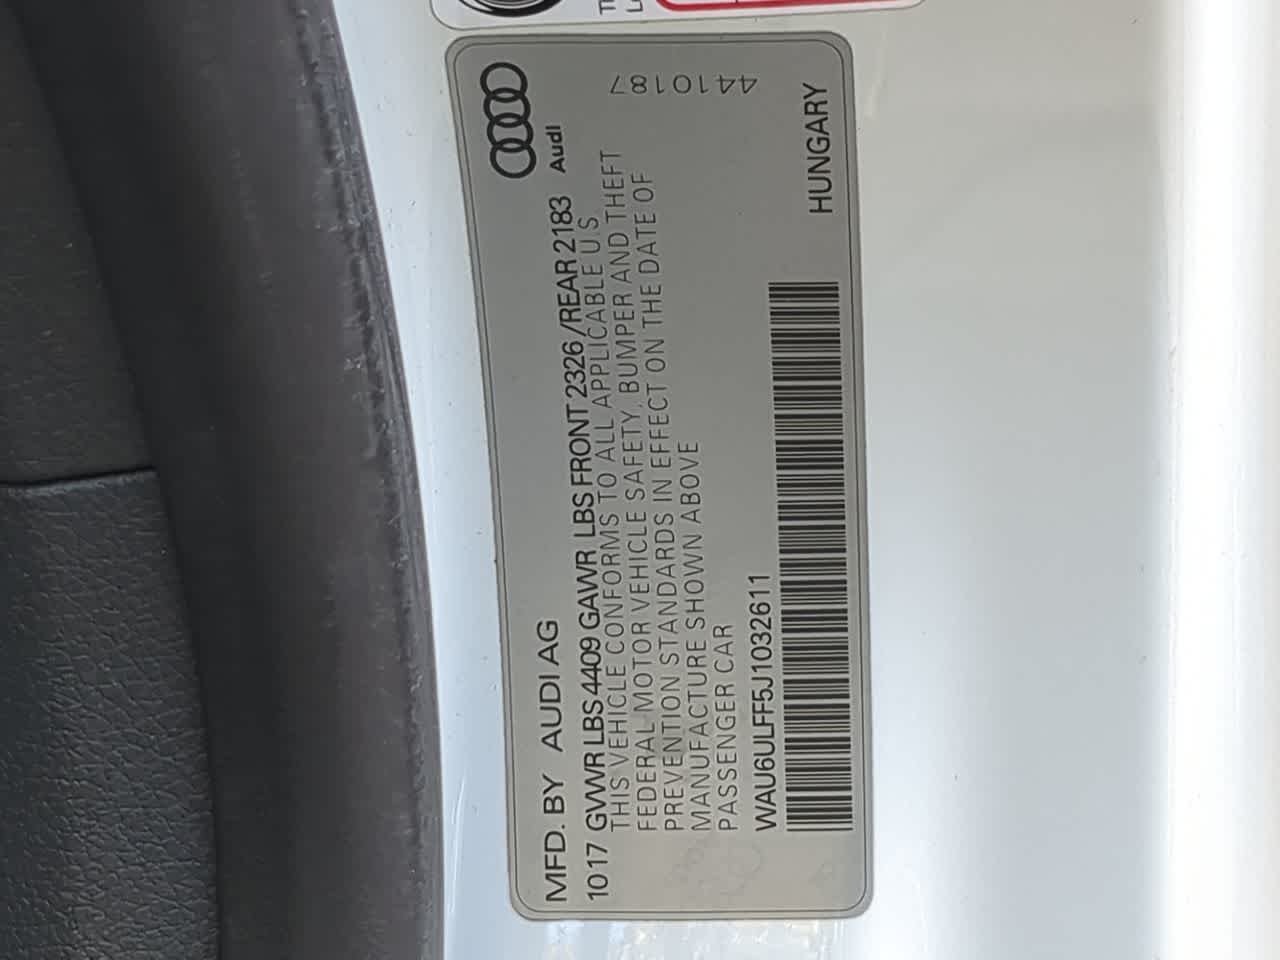 MFD. BY AUDI AG
Audi
1017 GVWR LBS 4409 GAWR LBS FRONT 2326 /REAR 2183
THIS VEHICLE CONFORMS TO ALL APPLICABLE U.S
FEDERAL MOTOR VEHICLE SAFETY, BUMPER AND THEFT
PREVENTION STANDARDS IN EFFECT ON THE DATE OF
MANUFACTURE SHOWN ABOVE
PASSENGER CAR
WAU6ULFF5J1032611
HUNGARY
4410187